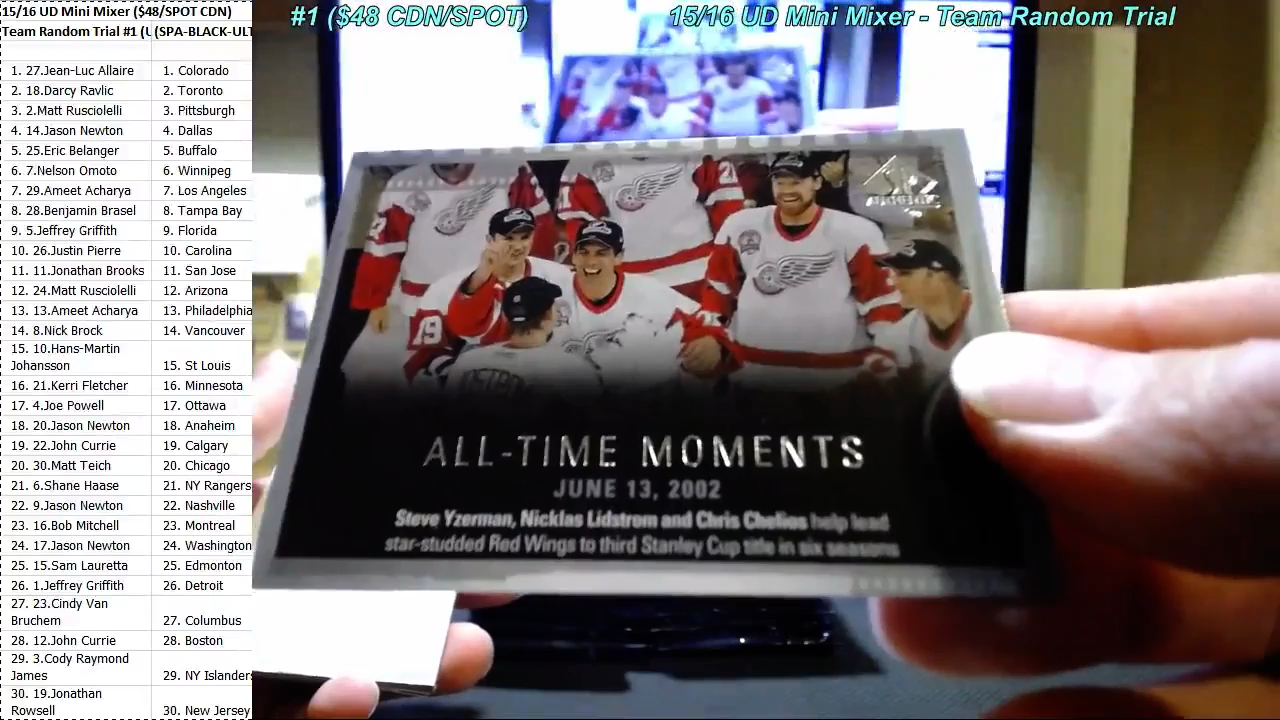 15/16 UD Mini Mixer ($48/SPOT CDN)
Team Random Trial #1 (U (SPA-BLACK-ULT
1. 27.Jean-Luc Allaire 1. Colorado
2. 18.Darcy Ravlic 2. Toronto
3. 2.Matt Rusciolelli 3. Pittsburgh
4. 14.Jason Newton 4. Dallas
5. 25.Eric Belanger 5. Buffalo
6. 7.Nelson Omoto 6. Winnipeg
7. 29.Ameet Acharya 7. Los Angeles
8. 28.Benjamin Brasel 8. Tampa Bay
9. 5.Jeffrey Griffith 9. Florida
10. 26.Justin Pierre 10. Carolina
11. 11.Jonathan Brooks 11. San Jose
12. 24.Matt Rusciolelli 12. Arizona
13. 13.Ameet Acharya 13. Philadelphia
14. 8.Nick Brock 14. Vancouver
15. 10.Hans-Martin
Johansson 15. St Louis
16. 21.Kerri Fletcher 16. Minnesota
17. 4.Joe Powell 17. Ottawa
18. 20.Jason Newton 18. Anaheim
19. 22.John Currie 19. Calgary
20. 30.Matt Teich 20. Chicago
21. 6.Shane Haase 21. NY Rangers
22. 9.Jason Newton 22. Nashville
23. 16.Bob Mitchell 23. Montreal
24. 17.Jason Newton 24. Washington
25. 15.Sam Lauretta 25. Edmonton
26. 1.Jeffrey Griffith 26. Detroit
27. 23.Cindy Van
Bruchem 27. Columbus
28. 12.John Currie 28. Boston
29. 3.Cody Raymond
James 29. NY Islanders
30. 19.Jonathan
Rowsell 30. New Jersey
#1 ($48 CDN/SPOT) 15/16 UD Mini Mixer - Team Random Trial
SP
AUTHENTIC
19
ALL-TIME MOMENTS
JUNE 13, 2002
Steve Yzerman, Nicklas Lidstrom and Chris Chelios help lead
star-studded Red Wings to third Stanley Cup title in six seasons